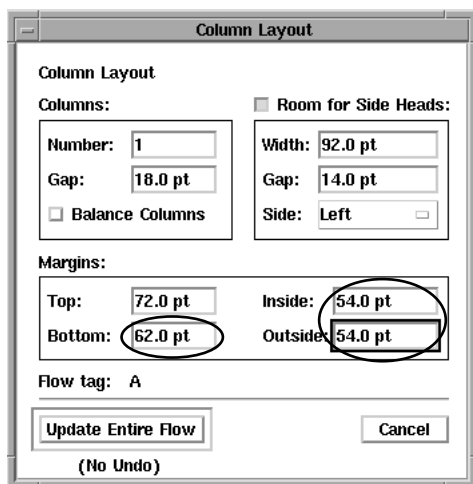 Column Layout
Column Layout
Columns:
Room for Side Heads:
Number: 1
Width: 92.0 pt
Gap: 18.0 pt
Gap: 14.0 pt
Balance Columns
Side: Left
Margins:
Top: 72.0 pt
Inside: 54.0 pt
Bottom: 62.0 pt
Outside: 54.0 pt
Flow tag: A
Update Entire Flow
Cancel
(No Undo)